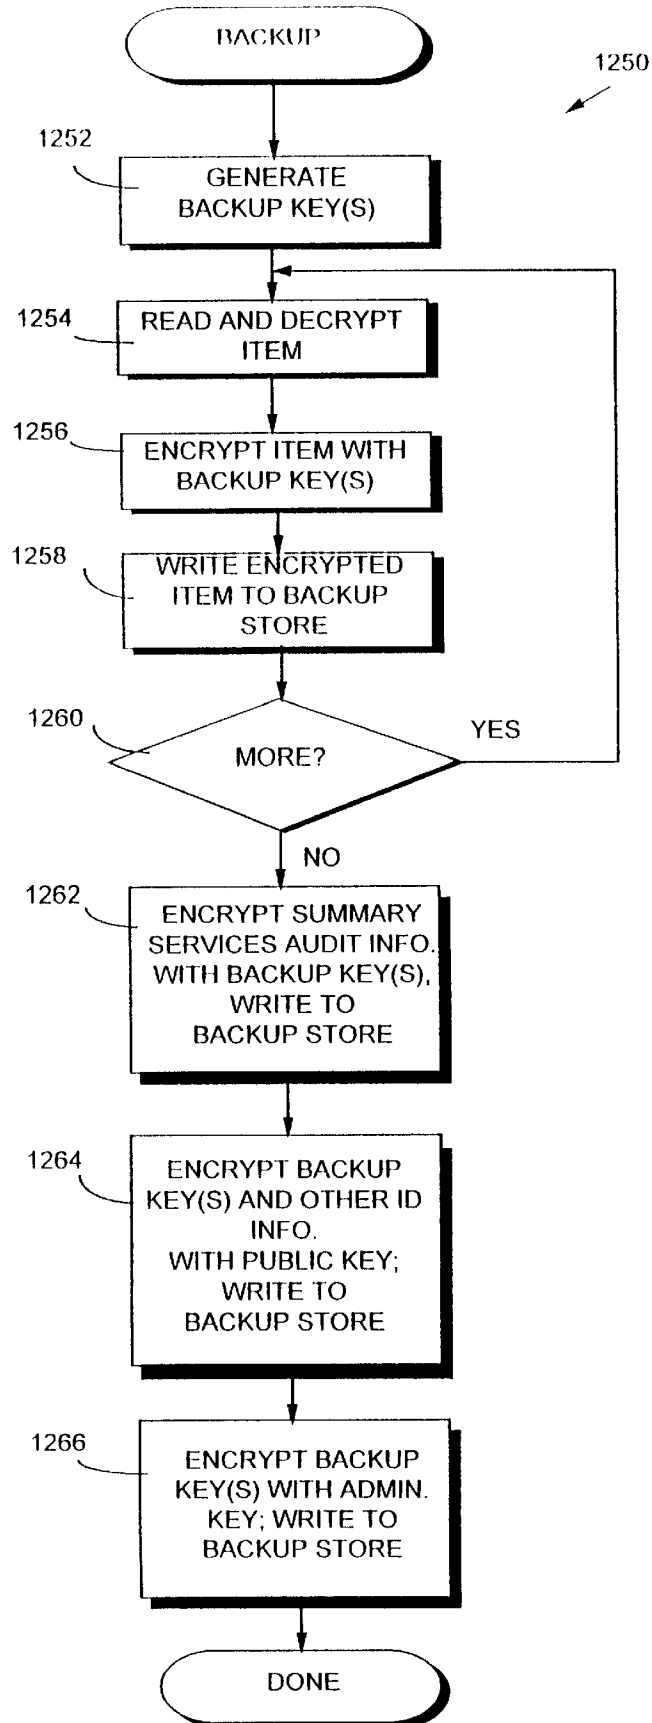 BACKUP
1250
1252
GENERATE
BACKUP KEY(S)
1254
READ AND DECRYPT
ITEM
1256
ENCRYPT ITEM WITH
BACKUP KEY(S)
1258
WRITE ENCRYPTED
ITEM TO BACKUP
STORE
1260
MORE?
YES
NO
1262
ENCRYPT SUMMARY
SERVICES AUDIT INFO.
WITH BACKUP KEY(S),
WRITE TO
BACKUP STORE
1264
ENCRYPT BACKUP
KEY(S) AND OTHER ID
INFO.
WITH PUBLIC KEY;
WRITE TO
BACKUP STORE
1266
ENCRYPT BACKUP
KEY(S) WITH ADMIN.
KEY; WRITE TO
BACKUP STORE
DONE